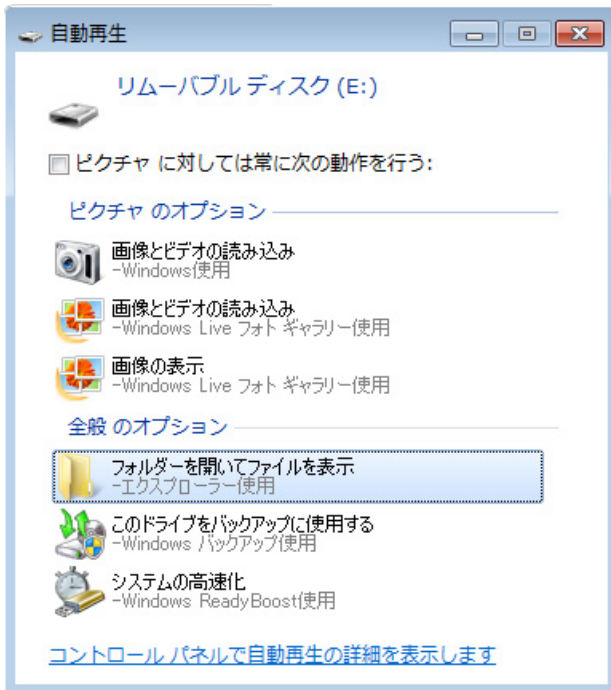 自動再生
リムーバブル ディスク (E:)
ピクチャ に対しては常に次の動作を行う:
ピクチャ のオプション
画像とビデオの読み込み
-Windows使用
画像とビデオの読み込み
-Windows Live フォト ギャラリー使用
画像の表示
-Windows Live フォト ギャラリー使用
全般 のオプション
フォルダーを開いてファイルを表示
-エクスプローラー使用
このドライブをバックアップに使用する
-Windows バックアップ使用
システムの高速化
-Windows ReadyBoost使用
コントロール パネルで自動再生の詳細を表示します